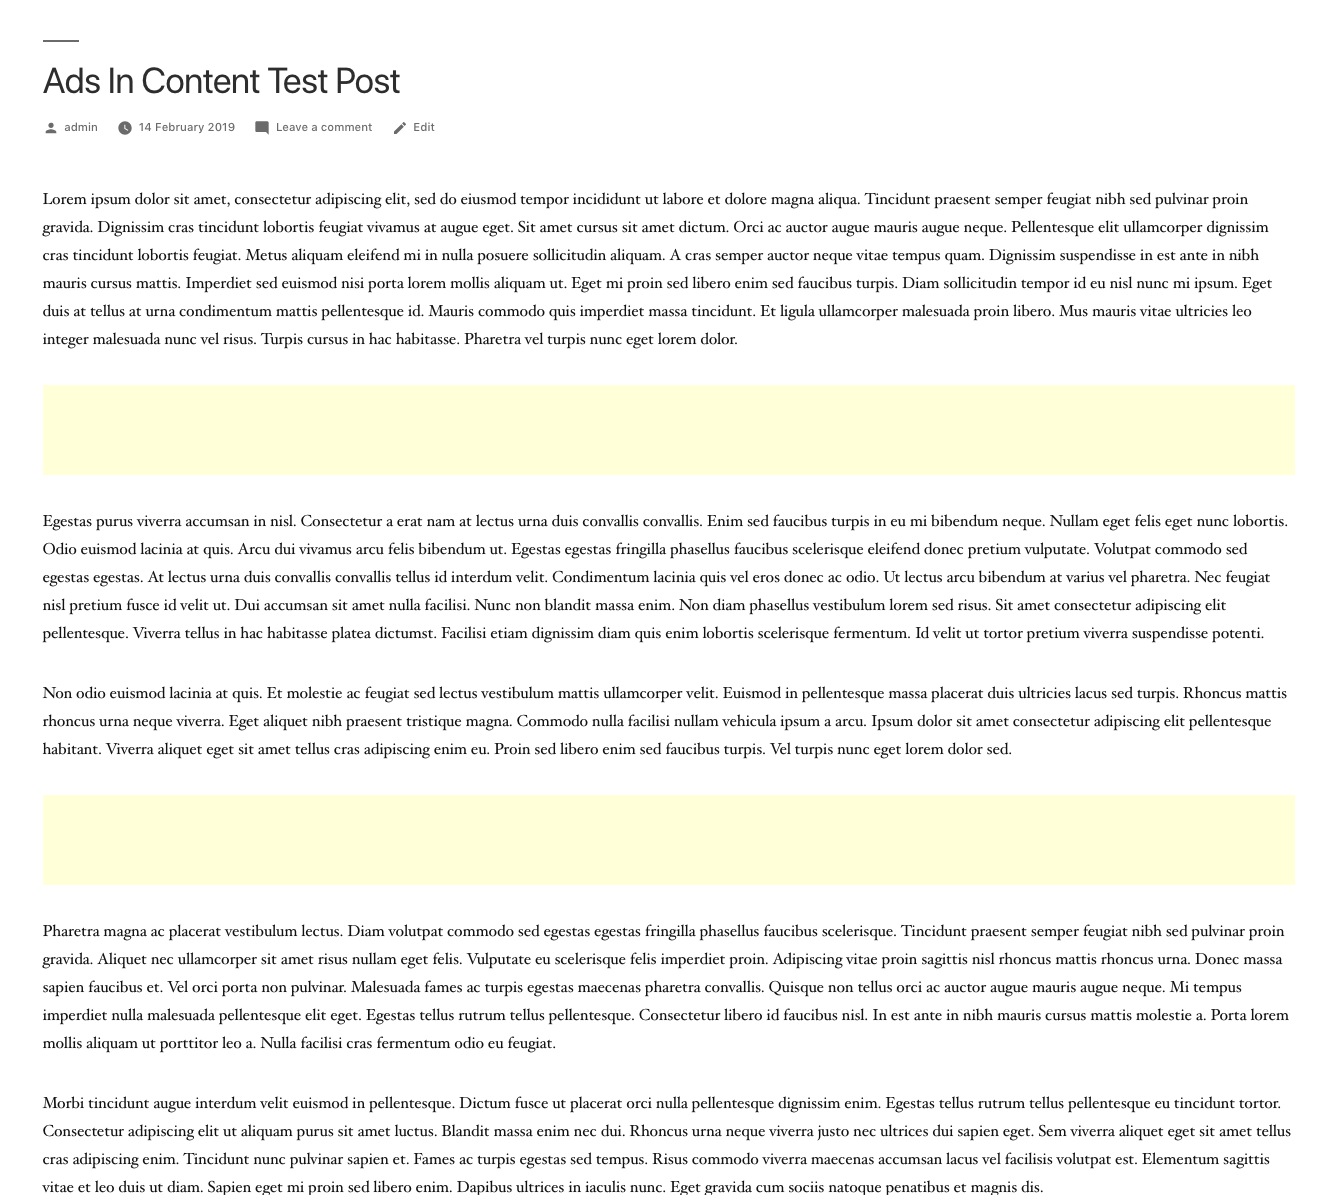 Ads In Content Test Post
admin 14 February 2019 Leave a comment Edit
Lorem ipsum dolor sit amet, consectetur adipiscing elit, sed do eiusmod tempor incididunt ut labore et dolore magna aliqua. Tincidunt praesent semper feugiat nibh sed pulvinar proin
gravida. Dignissim cras tincidunt lobortis feugiat vivamus at augue eget. Sit amet cursus sit amet dictum. Orci ac auctor augue mauris augue neque. Pellentesque elit ullamcorper dignissim
cras tincidunt lobortis feugiat. Metus aliquam eleifend mi in nulla posuere sollicitudin aliquam. A cras semper auctor neque vitae tempus quam. Dignissim suspendisse in est ante in nibh
mauris cursus mattis. Imperdiet sed euismod nisi porta lorem mollis aliquam ut. Eget mi proin sed libero enim sed faucibus turpis. Diam sollicitudin tempor id eu nisl nunc mi ipsum. Eget
duis at tellus at urna condimentum mattis pellentesque id. Mauris commodo quis imperdiet massa tincidunt. Et ligula ullamcorper malesuada proin libero. Mus mauris vitae ultricies leo
integer malesuada nunc vel risus. Turpis cursus in hac habitasse. Pharetra vel turpis nunc eget lorem dolor.
Egestas purus viverra accumsan in nisl. Consectetur a erat nam at lectus urna duis convallis convallis. Enim sed faucibus turpis in eu mi bibendum neque. Nullam eget felis eget nunc lobortis.
Odio euismod lacinia at quis. Arcu dui vivamus arcu felis bibendum ut. Egestas egestas fringilla phasellus faucibus scelerisque eleifend donec pretium vulputate. Volutpat commodo sed
egestas egestas. At lectus urna duis convallis convallis tellus id interdum velit. Condimentum lacinia quis vel eros donec ac odio. Ut lectus arcu bibendum at varius vel pharetra. Nec feugiat
nisl pretium fusce id velit ut. Dui accumsan sit amet nulla facilisi. Nunc non blandit massa enim. Non diam phasellus vestibulum lorem sed risus. Sit amet consectetur adipiscing elit
pellentesque. Viverra tellus in hac habitasse platea dictumst. Facilisi etiam dignissim diam quis enim lobortis scelerisque fermentum. Id velit ut tortor pretium viverra suspendisse potenti.
Non odio euismod lacinia at quis. Et molestie ac feugiat sed lectus vestibulum mattis ullamcorper velit. Euismod in pellentesque massa placerat duis ultricies lacus sed turpis. Rhoncus mattis
rhoncus urna neque viverra. Eget aliquet nibh praesent tristique magna. Commodo nulla facilisi nullam vehicula ipsum a arcu. Ipsum dolor sit amet consectetur adipiscing elit pellentesque
habitant. Viverra aliquet eget sit amet tellus cras adipiscing enim eu. Proin sed libero enim sed faucibus turpis. Vel turpis nunc eget lorem dolor sed.
Pharetra magna ac placerat vestibulum lectus. Diam volutpat commodo sed egestas egestas fringilla phasellus faucibus scelerisque. Tincidunt praesent semper feugiat nibh sed pulvinar proin
gravida. Aliquet nec ullamcorper sit amet risus nullam eget felis. Vulputate eu scelerisque felis imperdiet proin. Adipiscing vitae proin sagittis nisl rhoncus mattis rhoncus urna. Donec massa
sapien faucibus et. Vel orci porta non pulvinar. Malesuada fames ac turpis egestas maecenas pharetra convallis. Quisque non tellus orci ac auctor augue mauris augue neque. Mi tempus
imperdiet nulla malesuada pellentesque elit eget. Egestas tellus rutrum tellus pellentesque. Consectetur libero id faucibus nisl. In est ante in nibh mauris cursus mattis molestie a. Porta lorem
mollis aliquam ut porttitor leo a. Nulla facilisi cras fermentum odio eu feugiat.
Morbi tincidunt augue interdum velit euismod in pellentesque. Dictum fusce ut placerat orci nulla pellentesque dignissim enim. Egestas tellus rutrum tellus pellentesque eu tincidunt tortor.
Consectetur adipiscing elit ut aliquam purus sit amet luctus. Blandit massa enim nec dui. Rhoncus urna neque viverra justo nec ultrices dui sapien eget. Sem viverra aliquet eget sit amet tellus
cras adipiscing enim. Tincidunt nunc pulvinar sapien et. Fames ac turpis egestas sed tempus. Risus commodo viverra maecenas accumsan lacus vel facilisis volutpat est. Elementum sagittis
vitae et leo duis ut diam. Sapien eget mi proin sed libero enim. Dapibus ultrices in iaculis nunc. Eget gravida cum sociis natoque penatibus et magnis dis.